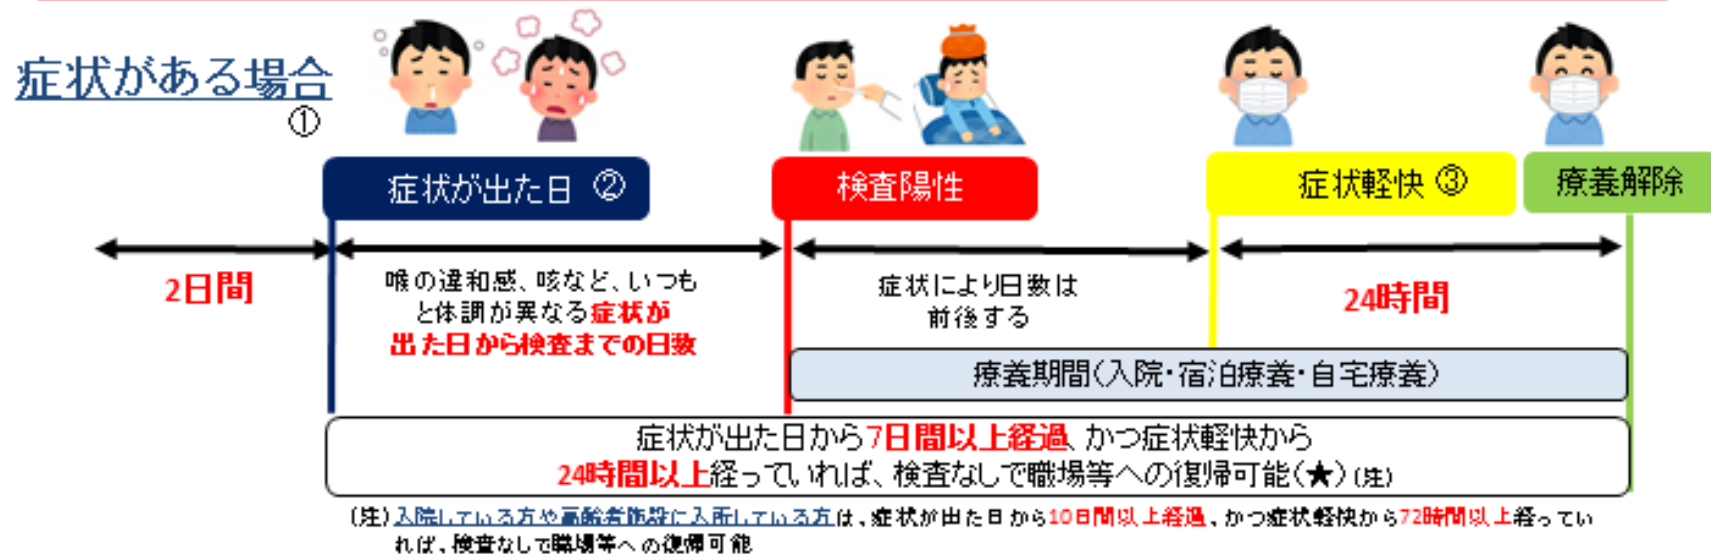 症状がある場合
①
症状が出た日 ②
検査陽性
症状軽快 ③
療養解除
2日間
喉の違和感、咳など、いつも
と体調が異なる症状が
出た日から検査までの日数
症状により日数は
前後する
24時間
療養期間(入院・宿泊療養・自宅療養)
症状が出た日から7日間以上経過、かつ症状軽快から
24時間以上経っていれば、検査なしで職場等への復帰可能(★)(注)
(注)入院している方や高齢者施設に入所している方は、症状が出た日から10日間以上経過、かつ症状軽快から72時間以上経ってい
れば、検査なしで職場等への復帰可能